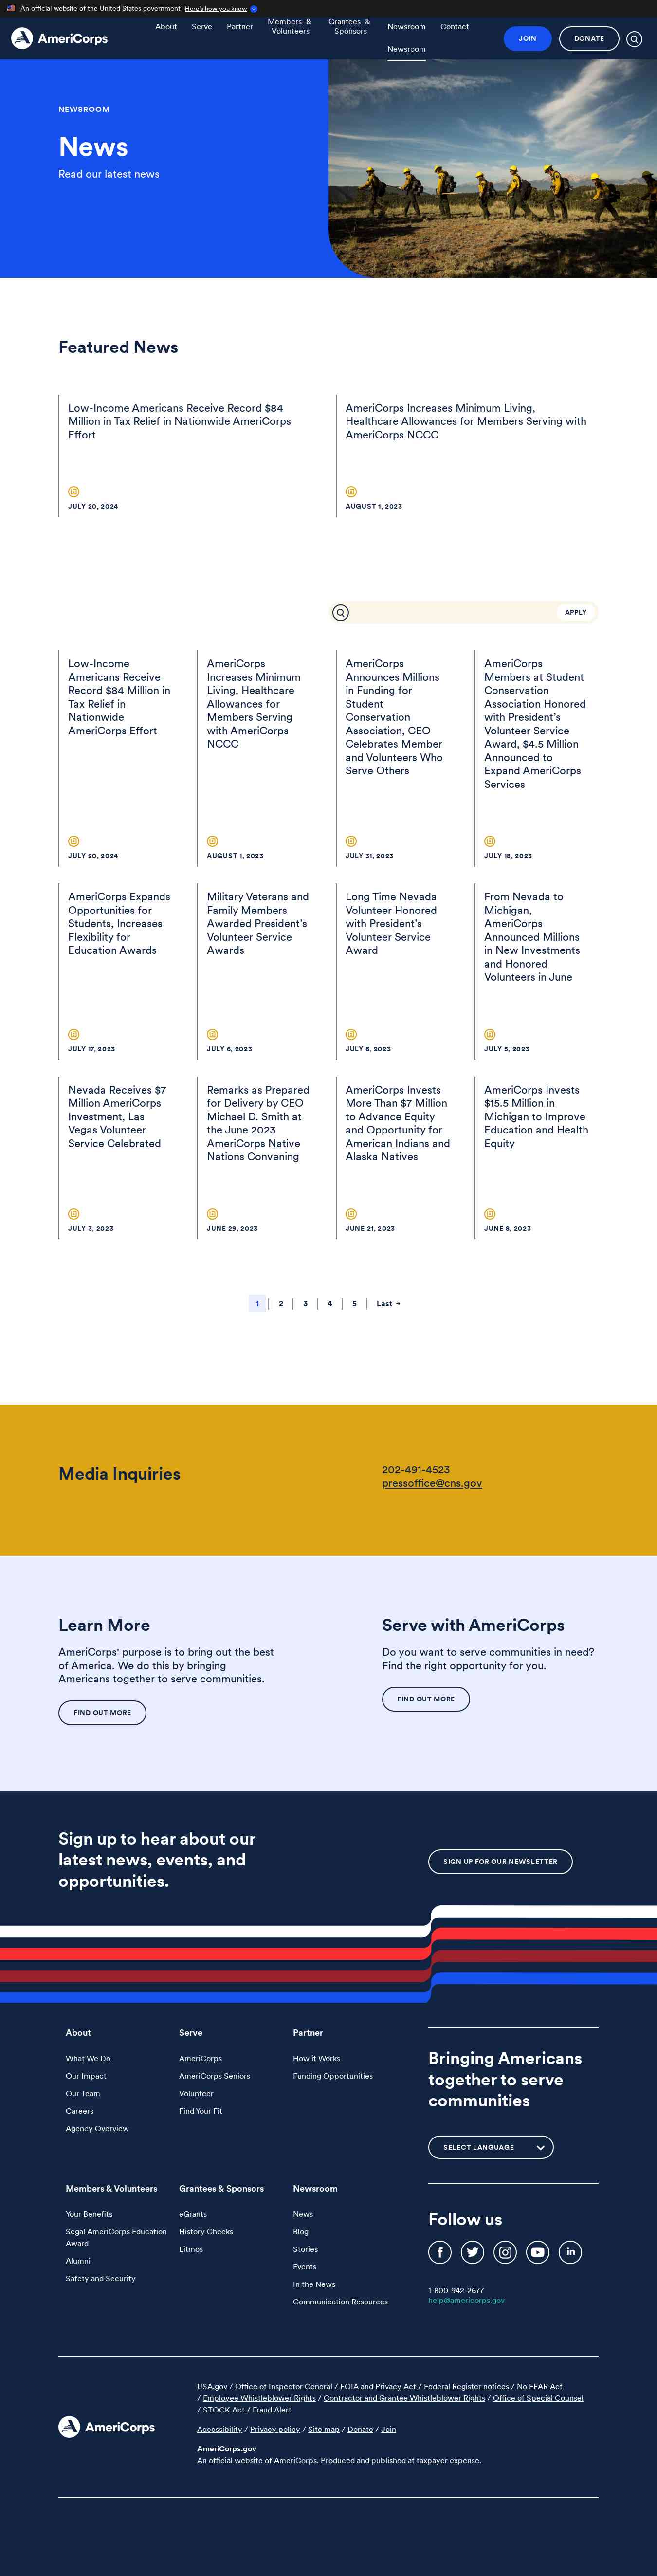 An official website of the United States government Here's how you know
AmeriCorps
About
Serve
Partner
Members &
Volunteers
Grantees &
Sponsors
Newsroom
Contact
Newsroom
JOIN
DONATE
NEWSROOM
News
Read our latest news
Featured News
Low-Income Americans Receive Record $84
Million in Tax Relief in Nationwide AmeriCorps
Effort
JULY 20, 2024
AmeriCorps Increases Minimum Living,
Healthcare Allowances for Members Serving with
AmeriCorps NCCC
AUGUST 1, 2023
APPLY
Low-Income
Americans Receive
Record $84 Million in
Tax Relief in
Nationwide
AmeriCorps Effort
JULY 20, 2024
AmeriCorps
Increases Minimum
Living, Healthcare
Allowances for
Members Serving
with AmeriCorps
NCCC
AUGUST 1, 2023
AmeriCorps
Announces Millions
in Funding for
Student
Conservation
Association, CEO
Celebrates Member
and Volunteers Who
Serve Others
JULY 31, 2023
AmeriCorps
Members at Student
Conservation
Association Honored
with President's
Volunteer Service
Award, $4.5 Million
Announced to
Expand AmeriCorps
Services
JULY 18, 2023
AmeriCorps Expands
Opportunities for
Students, Increases
Flexibility for
Education Awards
JULY 17, 2023
Military Veterans and
Family Members
Awarded President's
Volunteer Service
Awards
JULY 6, 2023
Long Time Nevada
Volunteer Honored
with President's
Volunteer Service
Award
JULY 6, 2023
From Nevada to
Michigan,
AmeriCorps
Announced Millions
in New Investments
and Honored
Volunteers in June
JULY 5, 2023
Nevada Receives $7
Million AmeriCorps
Investment, Las
Vegas Volunteer
Service Celebrated
JULY 3, 2023
Remarks as Prepared
for Delivery by CEO
Michael D. Smith at
the June 2023
AmeriCorps Native
Nations Convening
JUNE 29, 2023
AmeriCorps Invests
More Than $7 Million
to Advance Equity
and Opportunity for
American Indians and
Alaska Natives
JUNE 21, 2023
AmeriCorps Invests
$15.5 Million in
Michigan to Improve
Education and Health
Equity
JUNE 8, 2023
1 2 3 4 5 Last →
Media Inquiries
202-491-4523
pressoffice@cns.gov
Learn More
AmeriCorps' purpose is to bring out the best
of America. We do this by bringing
Americans together to serve communities.
FIND OUT MORE
Serve with AmeriCorps
Do you want to serve communities in need?
Find the right opportunity for you.
FIND OUT MORE
Sign up to hear about our
latest news, events, and
opportunities.
SIGN UP FOR OUR NEWSLETTER
About
What We Do
Our Impact
Our Team
Careers
Agency Overview
Serve
AmeriCorps
AmeriCorps Seniors
Volunteer
Find Your Fit
Partner
How it Works
Funding Opportunities
Bringing Americans
together to serve
communities
SELECT LANGUAGE
Members & Volunteers
Your Benefits
Segal AmeriCorps Education
Award
Alumni
Safety and Security
Grantees & Sponsors
eGrants
History Checks
Litmos
Newsroom
News
Blog
Stories
Events
In the News
Communication Resources
Follow us
1-800-942-2677
help@americorps.gov
AmeriCorps
USA.gov / Office of Inspector General / FOIA and Privacy Act / Federal Register notices / No FEAR Act
/ Employee Whistleblower Rights / Contractor and Grantee Whistleblower Rights / Office of Special Counsel
/ STOCK Act / Fraud Alert
Accessibility / Privacy policy / Site map / Donate / Join
AmeriCorps.gov
An official website of AmeriCorps. Produced and published at taxpayer expense.